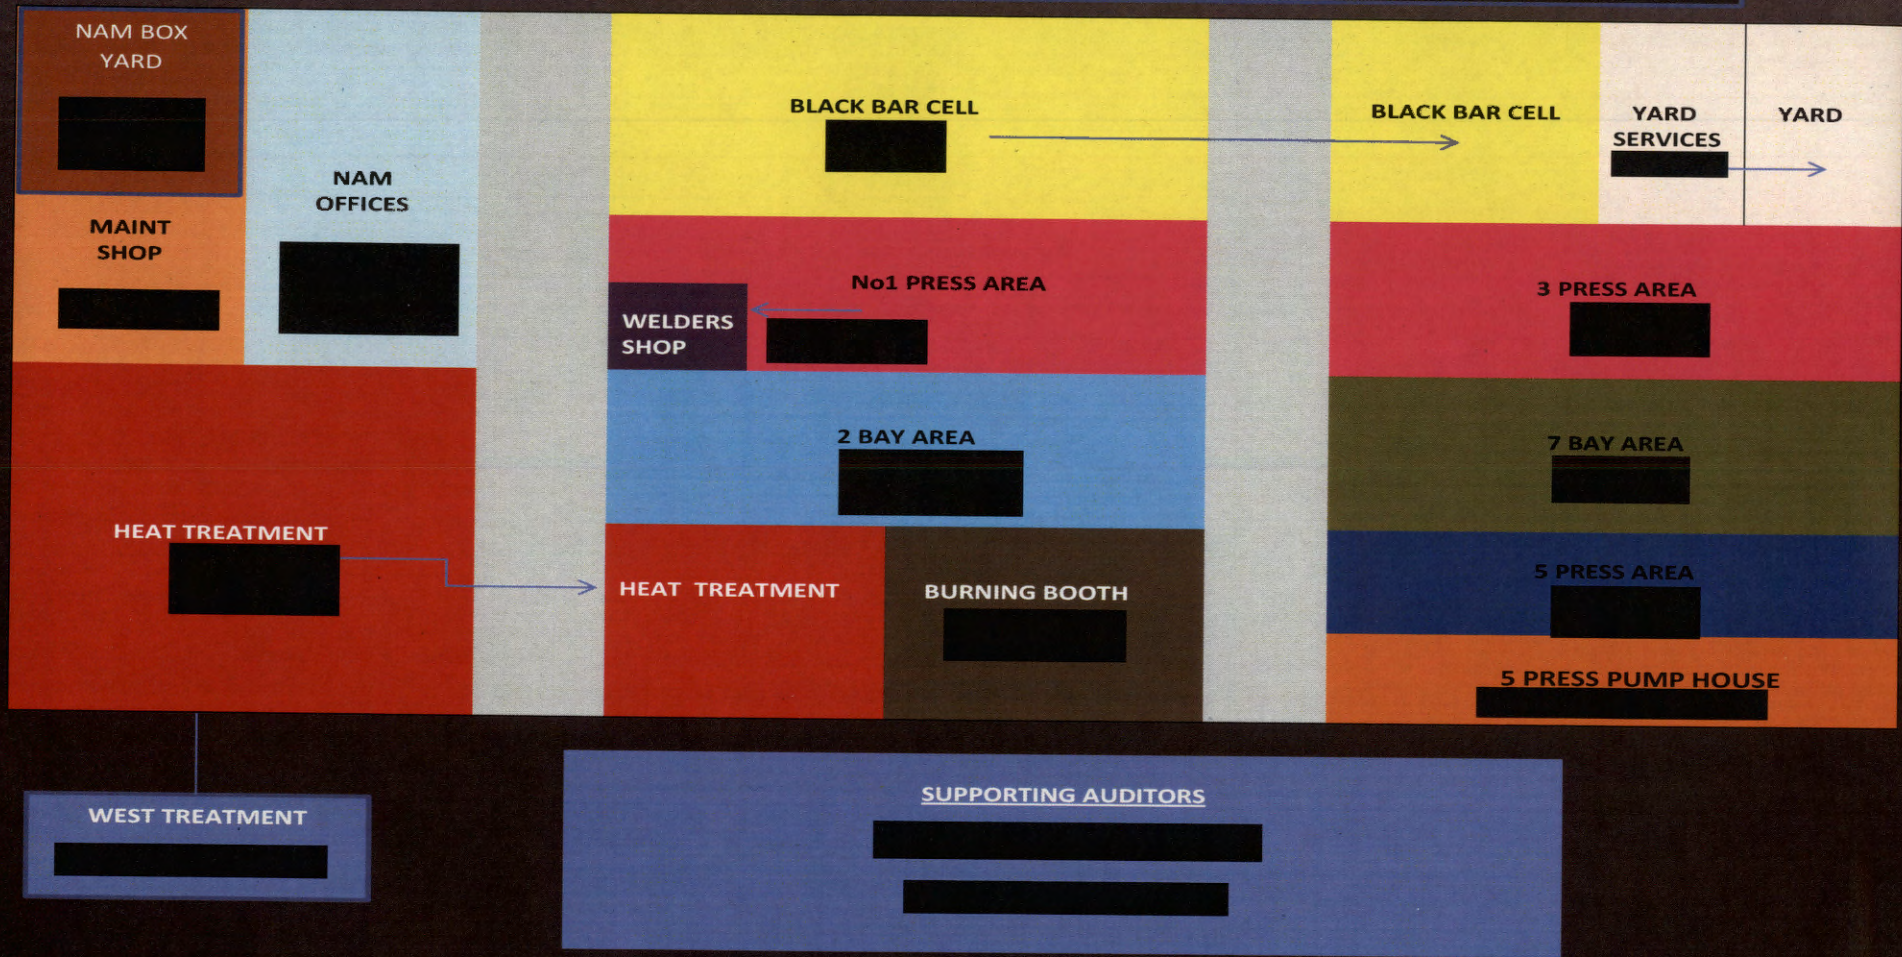 NAM BOX
YARD
MAINT
SHOP
NAM
OFFICES
HEAT TREATMENT
WEST TREATMENT
BLACK BAR CELL
No1 PRESS AREA
WELDERS
SHOP
2 BAY AREA
HEAT  TREATMENT
BURNING BOOTH
BLACK BAR CELL
YARD
SERVICES
YARD
3 PRESS AREA
7 BAY AREA
5 PRESS AREA
5 PRESS PUMP HOUSE
SUPPORTING AUDITORS